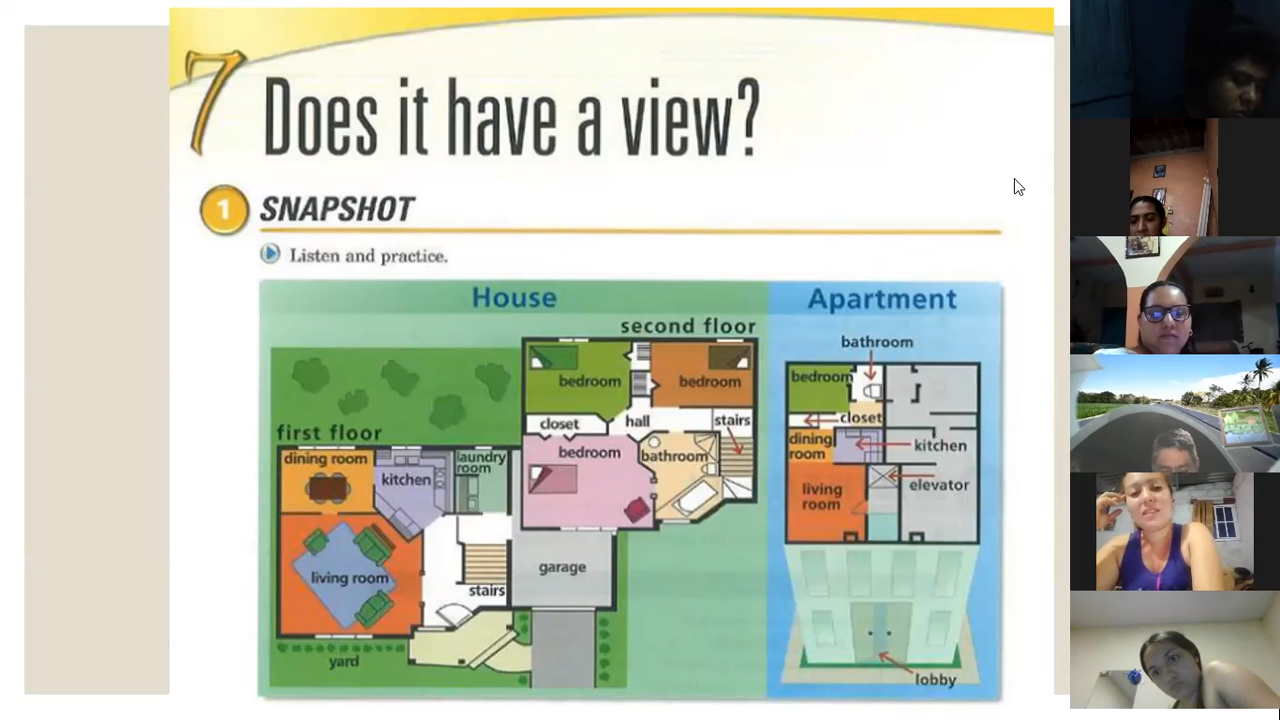 7
Does it have a view?
1 SNAPSHOT
Listen and practice.
House
Apartment
second floor
bathroom
bedroom
bedroom
bedroom
closet
hall
stairs
closet
first floor
dining room
kitchen
laundry
room
bedroom
bathroom
dining
room
kitchen
living
room
elevator
living room
stairs
garage
yard
lobby